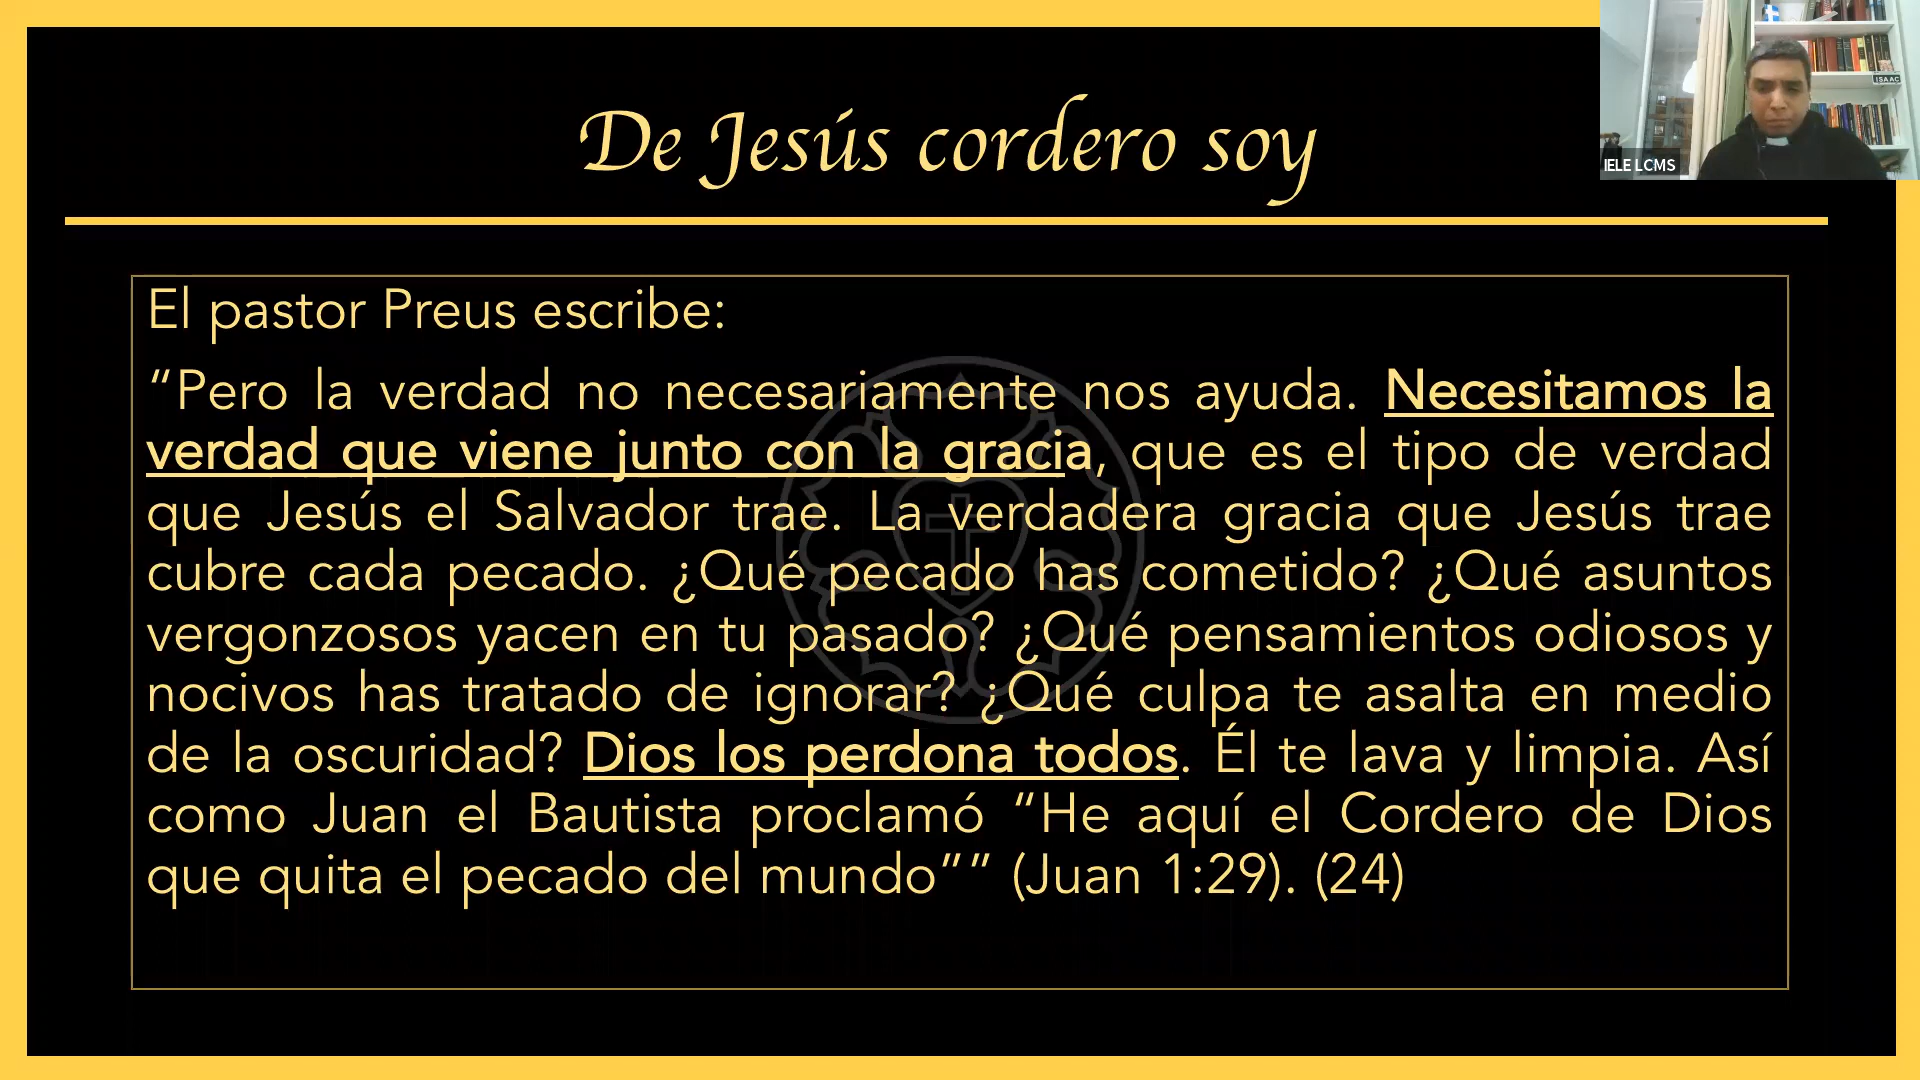 De Jesús cordero soy
ISAAC
IELE LCMS
El pastor Preus escribe:
“Pero la verdad no necesariamente nos ayuda. Necesitamos la
verdad que viene junto con la gracia, que es el tipo de verdad
que Jesús el Salvador trae. La verdadera gracia que Jesús trae
cubre cada pecado. ¿Qué pecado has cometido? ¿Qué asuntos
vergonzosos yacen en tu pasado? ¿Qué pensamientos odiosos y
nocivos has tratado de ignorar? ¿Qué culpa te asalta en medio
de la oscuridad? Dios los perdona todos. Él te lava y limpia. Así
como Juan el Bautista proclamó “He aquí el Cordero de Dios
que quita el pecado del mundo”” (Juan 1:29). (24)